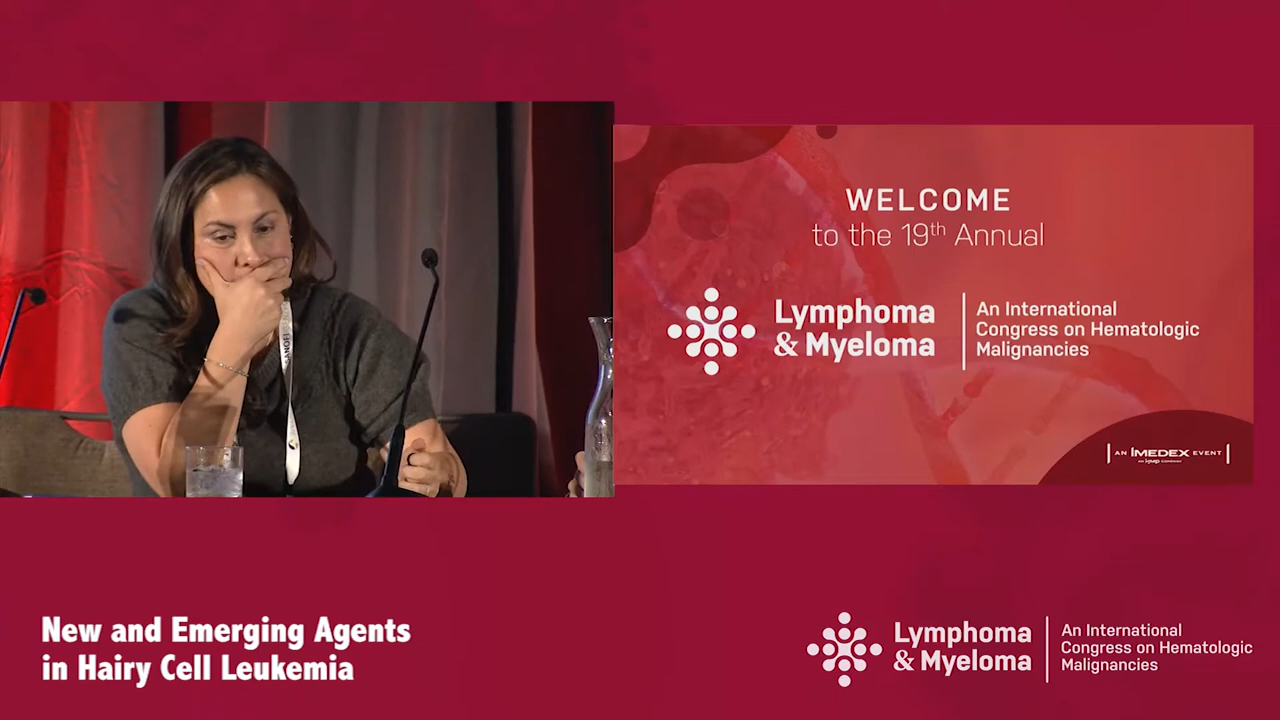 WELCOME
to the 19th Annual
Lymphoma
& Myeloma
An International
Congress on Hematologic
Malignancies
AN IMEDEX EVENT
SANOFI
New and Emerging Agents
in Hairy Cell Leukemia
Lymphoma
& Myeloma
An International
Congress on Hematologic
Malignancies